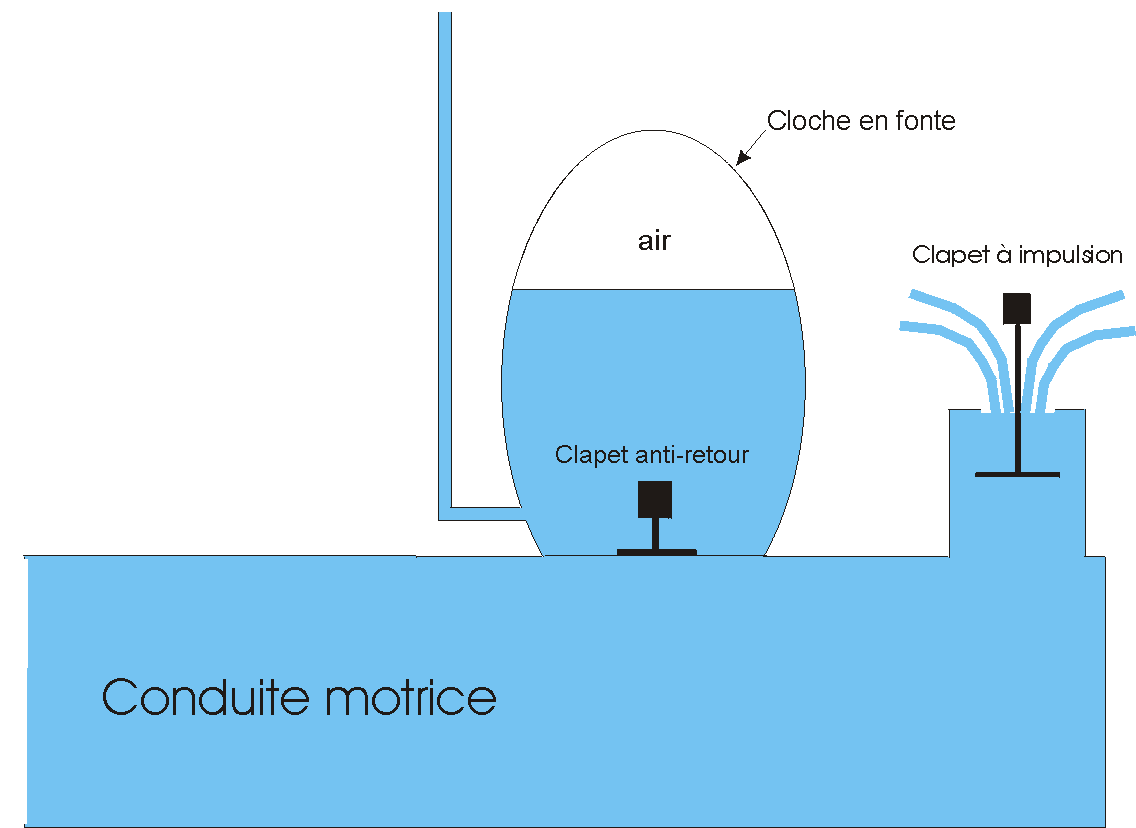 Cloche en fonte
air
Clapet à impulsion
Clapet anti-retour
Conduite motrice